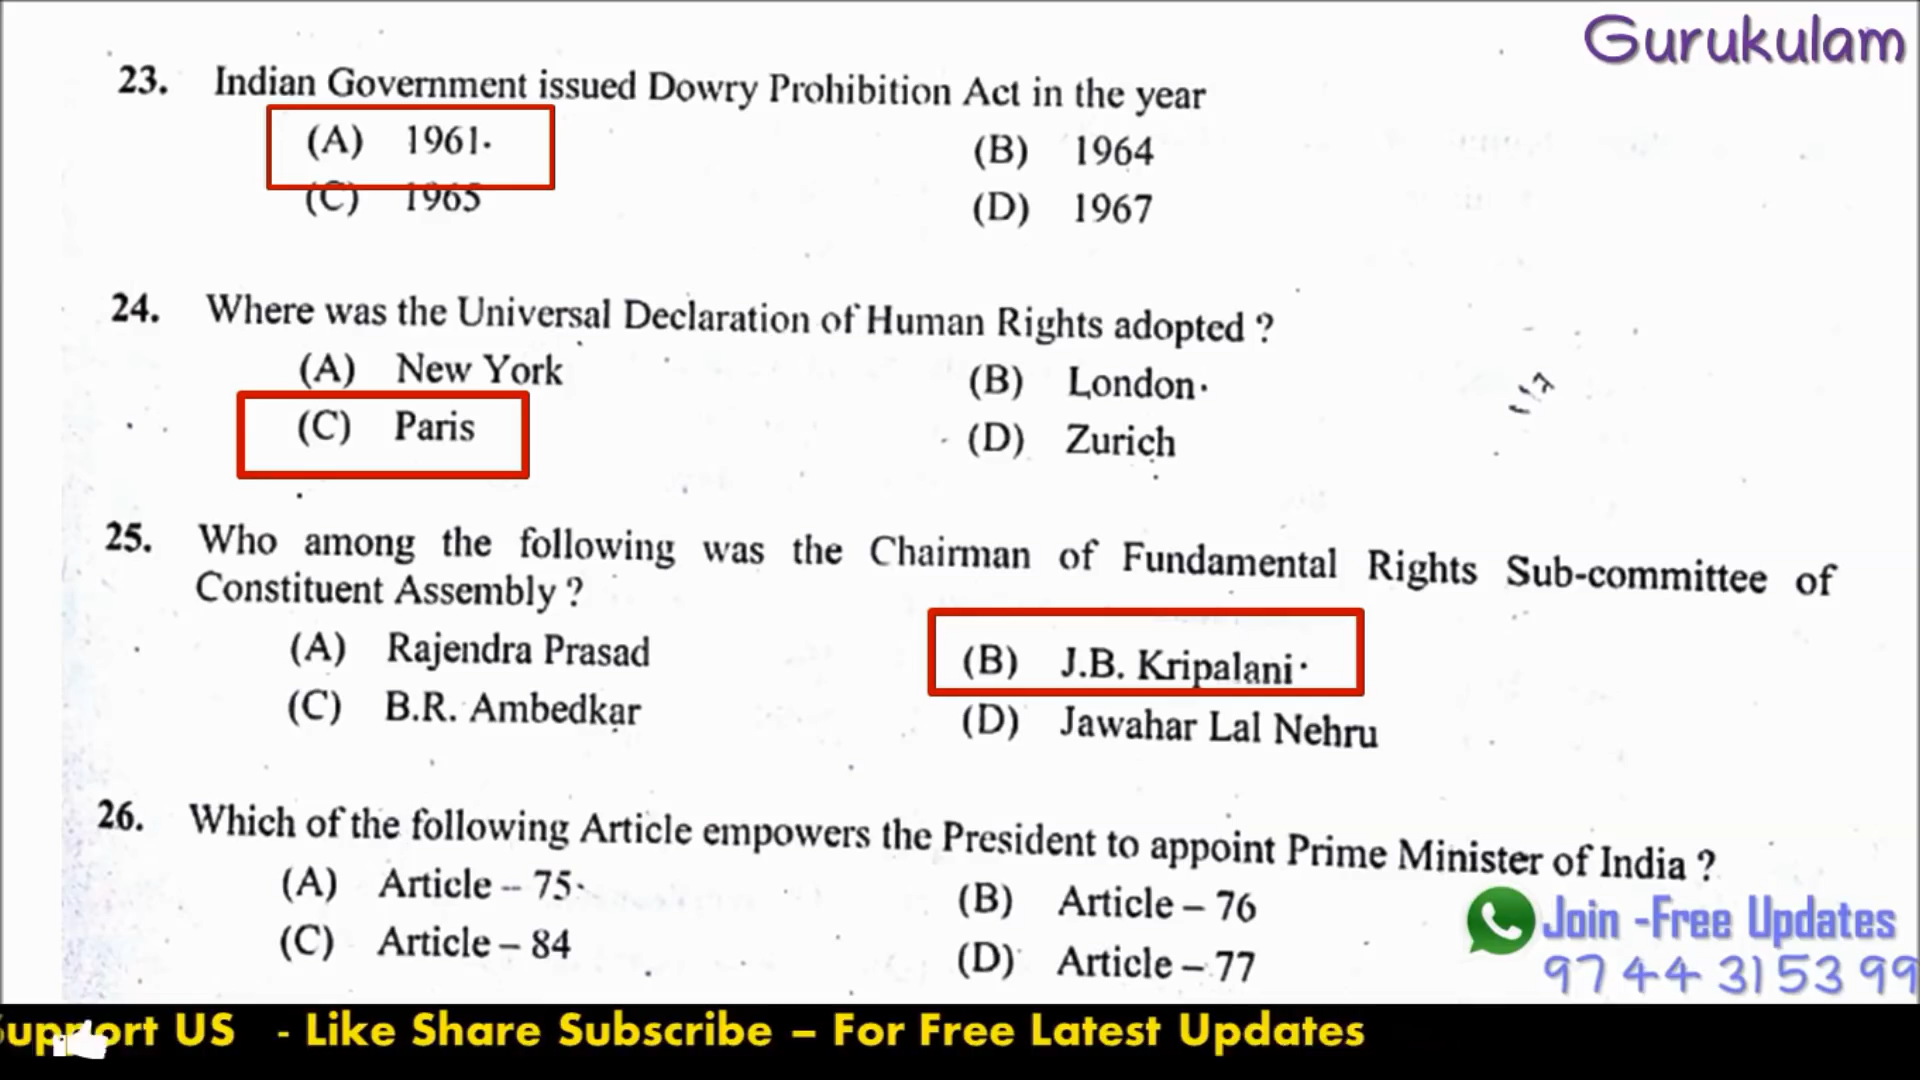 Gurukulam
23. Indian Government issued Dowry Prohibition Act in the year
(A) 1961
(B) 1964
(C) 1965
(D) 1967
24. Where was the Universal Declaration of Human Rights adopted ?
(A) New York
(B) London
(C) Paris
(D) Zurich
25. Who among the following was the Chairman of Fundamental Rights Sub-committee of
Constituent Assembly ?
(A) Rajendra Prasad
(B) J.B. Kripalani
(C) B.R. Ambedkar
(D) Jawahar Lal Nehru
26. Which of the following Article empowers the President to appoint Prime Minister of India ?
(A) Article – 75
(B) Article – 76
(C) Article – 84
(D) Article – 77
Join -Free Updates
97 44 3153 99
Support US - Like Share Subscribe – For Free Latest Updates